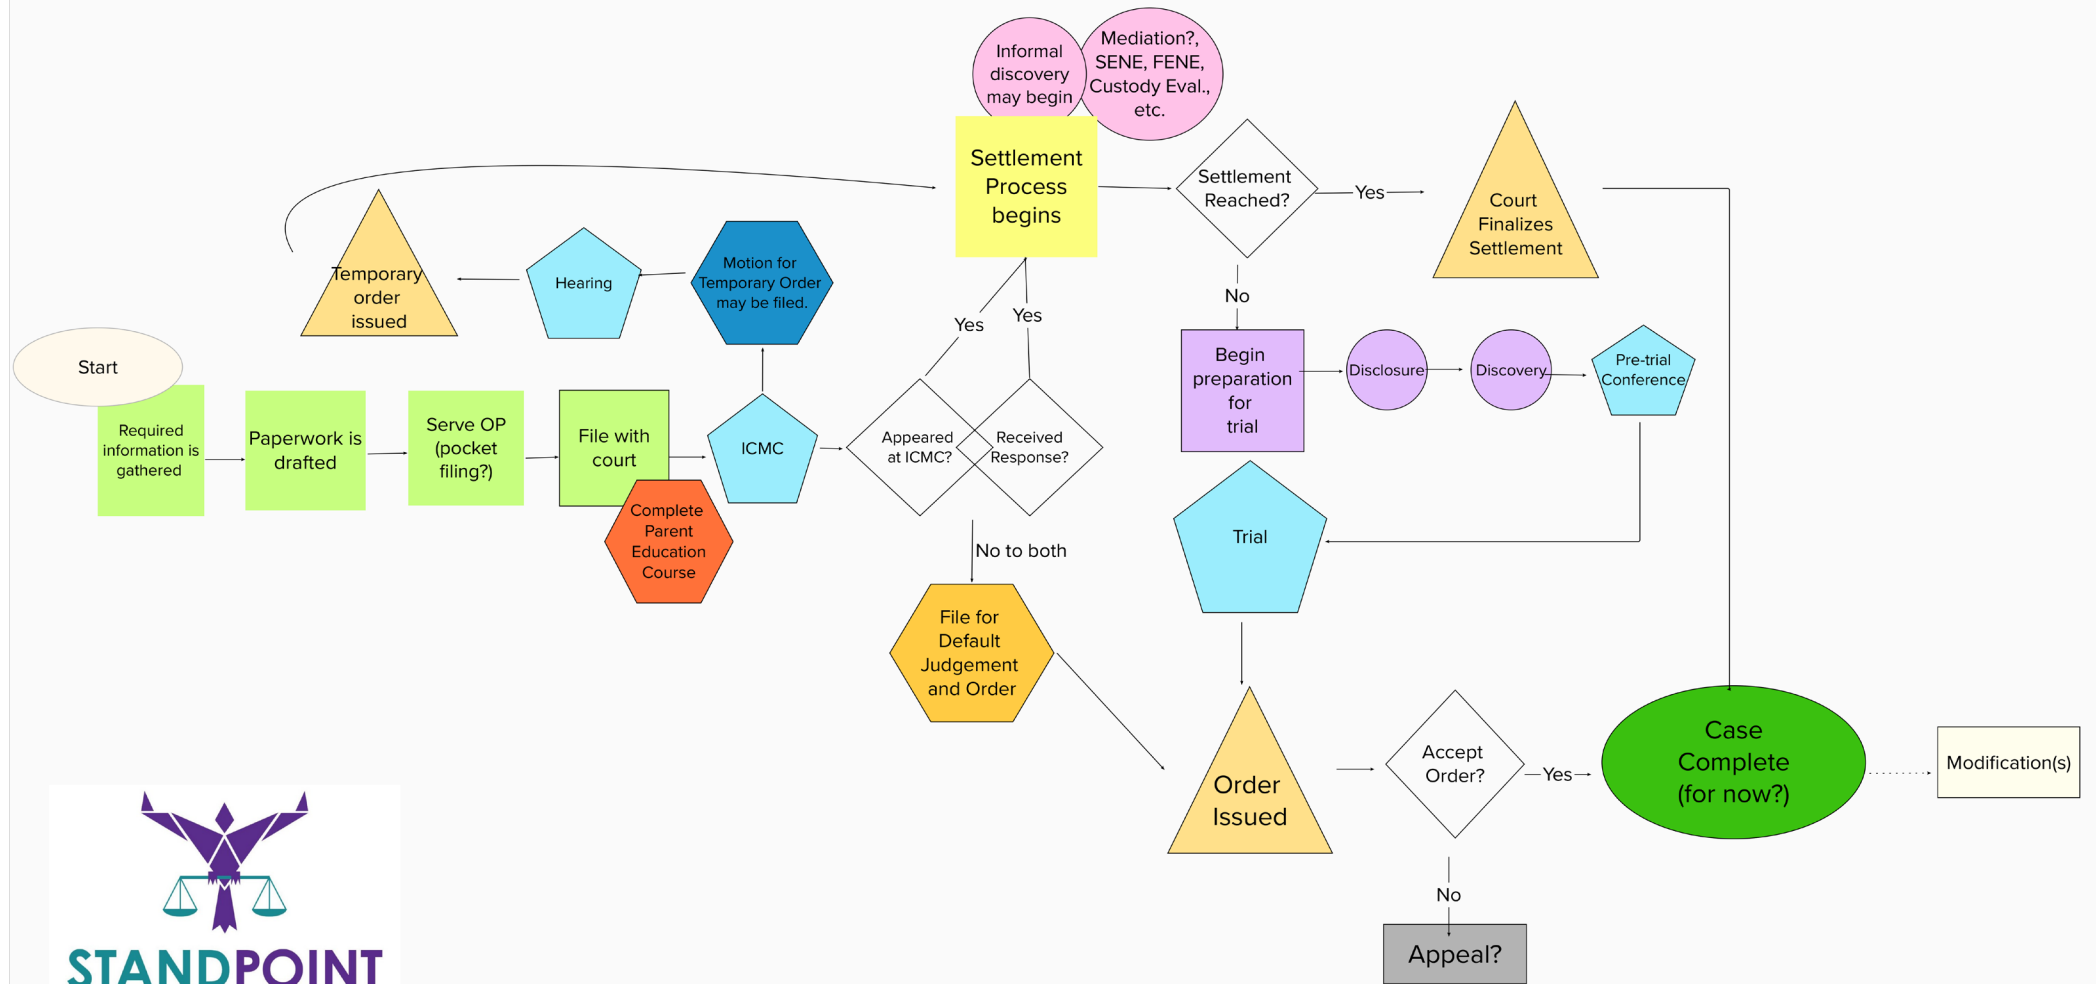 Informal
discovery
may begin
Mediation?,
SENE, FENE,
Custody Eval.,
etc.
Settlement
Process
begins
Settlement
Reached?
Yes
Court
Finalizes
Settlement
Temporary
order
issued
Hearing
Motion for
Temporary Order
may be filed.
Yes
Yes
No
Start
Required
information is
gathered
Paperwork is
drafted
Serve OP
(pocket
filing?)
File with
court
Complete
Parent
Education
Course
ICMC
Appeared
at ICMC?
Received
Response?
No to both
File for
Default
Judgement
and Order
Begin
preparation
for
trial
Disclosure
Discovery
Pre-trial
Conference
Trial
Order
Issued
Accept
Order?
Yes
Case
Complete
(for now?)
Modification(s)
No
Appeal?
STANDPOINT